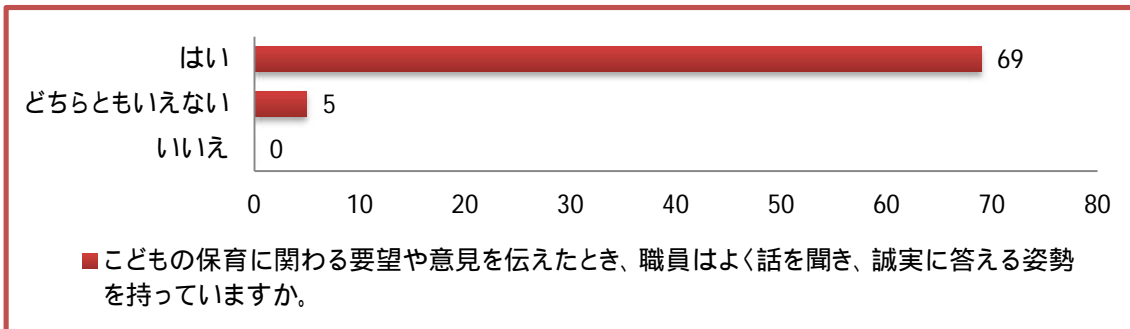 はい 69
どちらともいえない 5
いいえ 0
0 10 20 30 40 50 60 70 80
こどもの保育に関わる要望や意見を伝えたとき、職員はよく話を聞き、誠実に答える姿勢
を持っていますか。